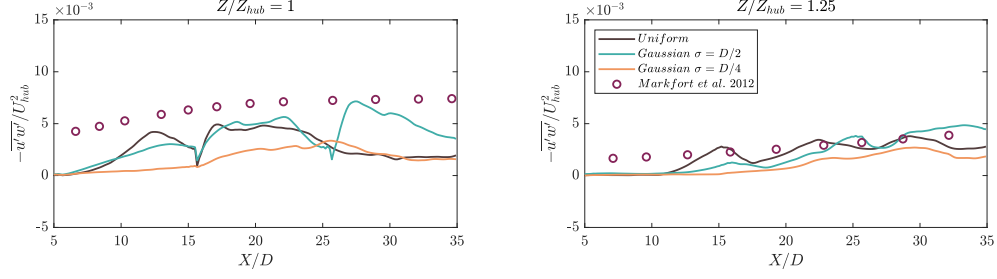 ×10⁻³ Z/Z_hub = 1
15
10
5
0
-5
−u′w′/U²_hub
5 10 15 20 25 30 35
X/D
×10⁻³ Z/Z_hub = 1.25
15
10
5
0
-5
−u′w′/U²_hub
Uniform
Gaussian σ = D/2
Gaussian σ = D/4
Markfort et al. 2012
5 10 15 20 25 30 35
X/D